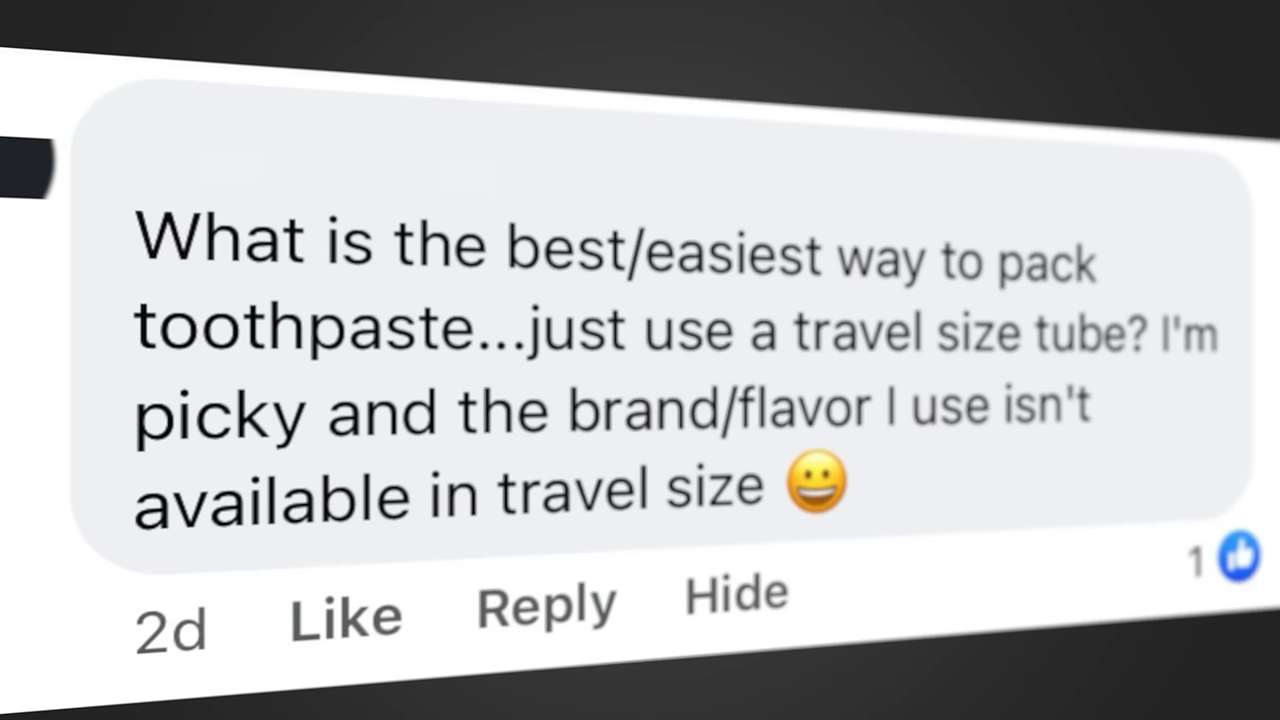 What is the best/easiest way to pack
toothpaste...just use a travel size tube? I'm
picky and the brand/flavor I use isn't
available in travel size 😀
2d Like Reply Hide 1